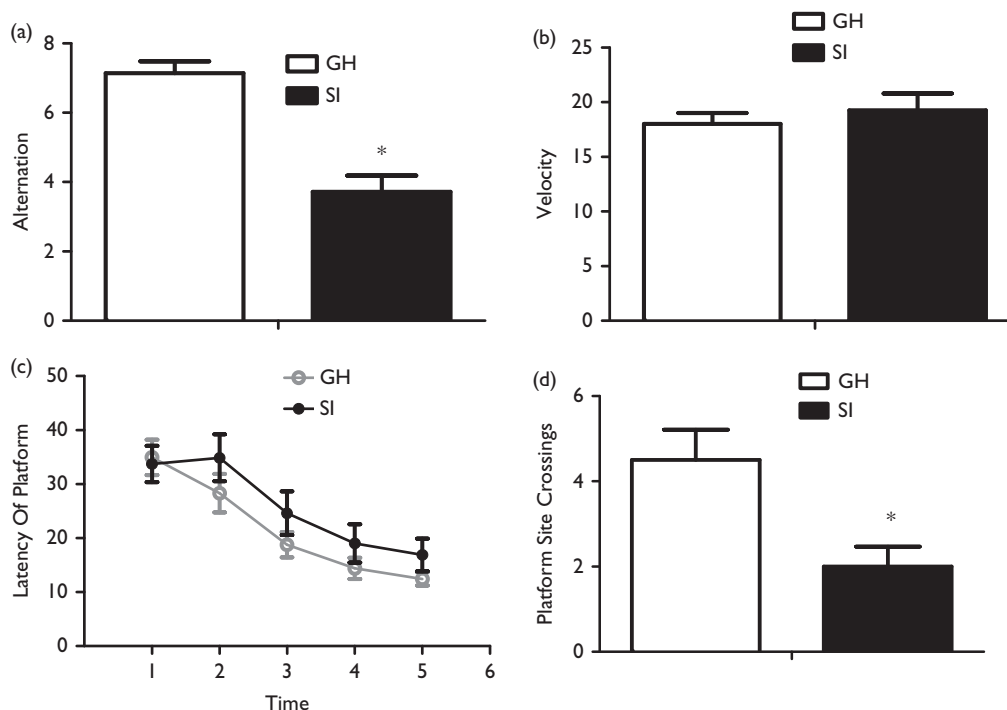 (a)
8
6
4
2
0
Alternation
GH
SI
*
(b)
25
20
15
10
5
0
Velocity
GH
SI
(c)
50
40
30
20
10
0
Latency Of Platform
GH
SI
1 2 3 4 5 6
Time
(d)
6
4
2
0
Platform Site Crossings
GH
SI
*